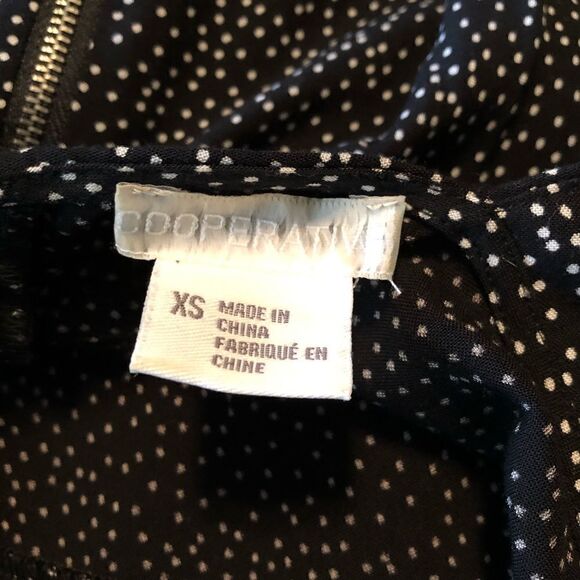 COOPERATIVE
XS MADE IN
CHINA
FABRIQUÉ EN
CHINE